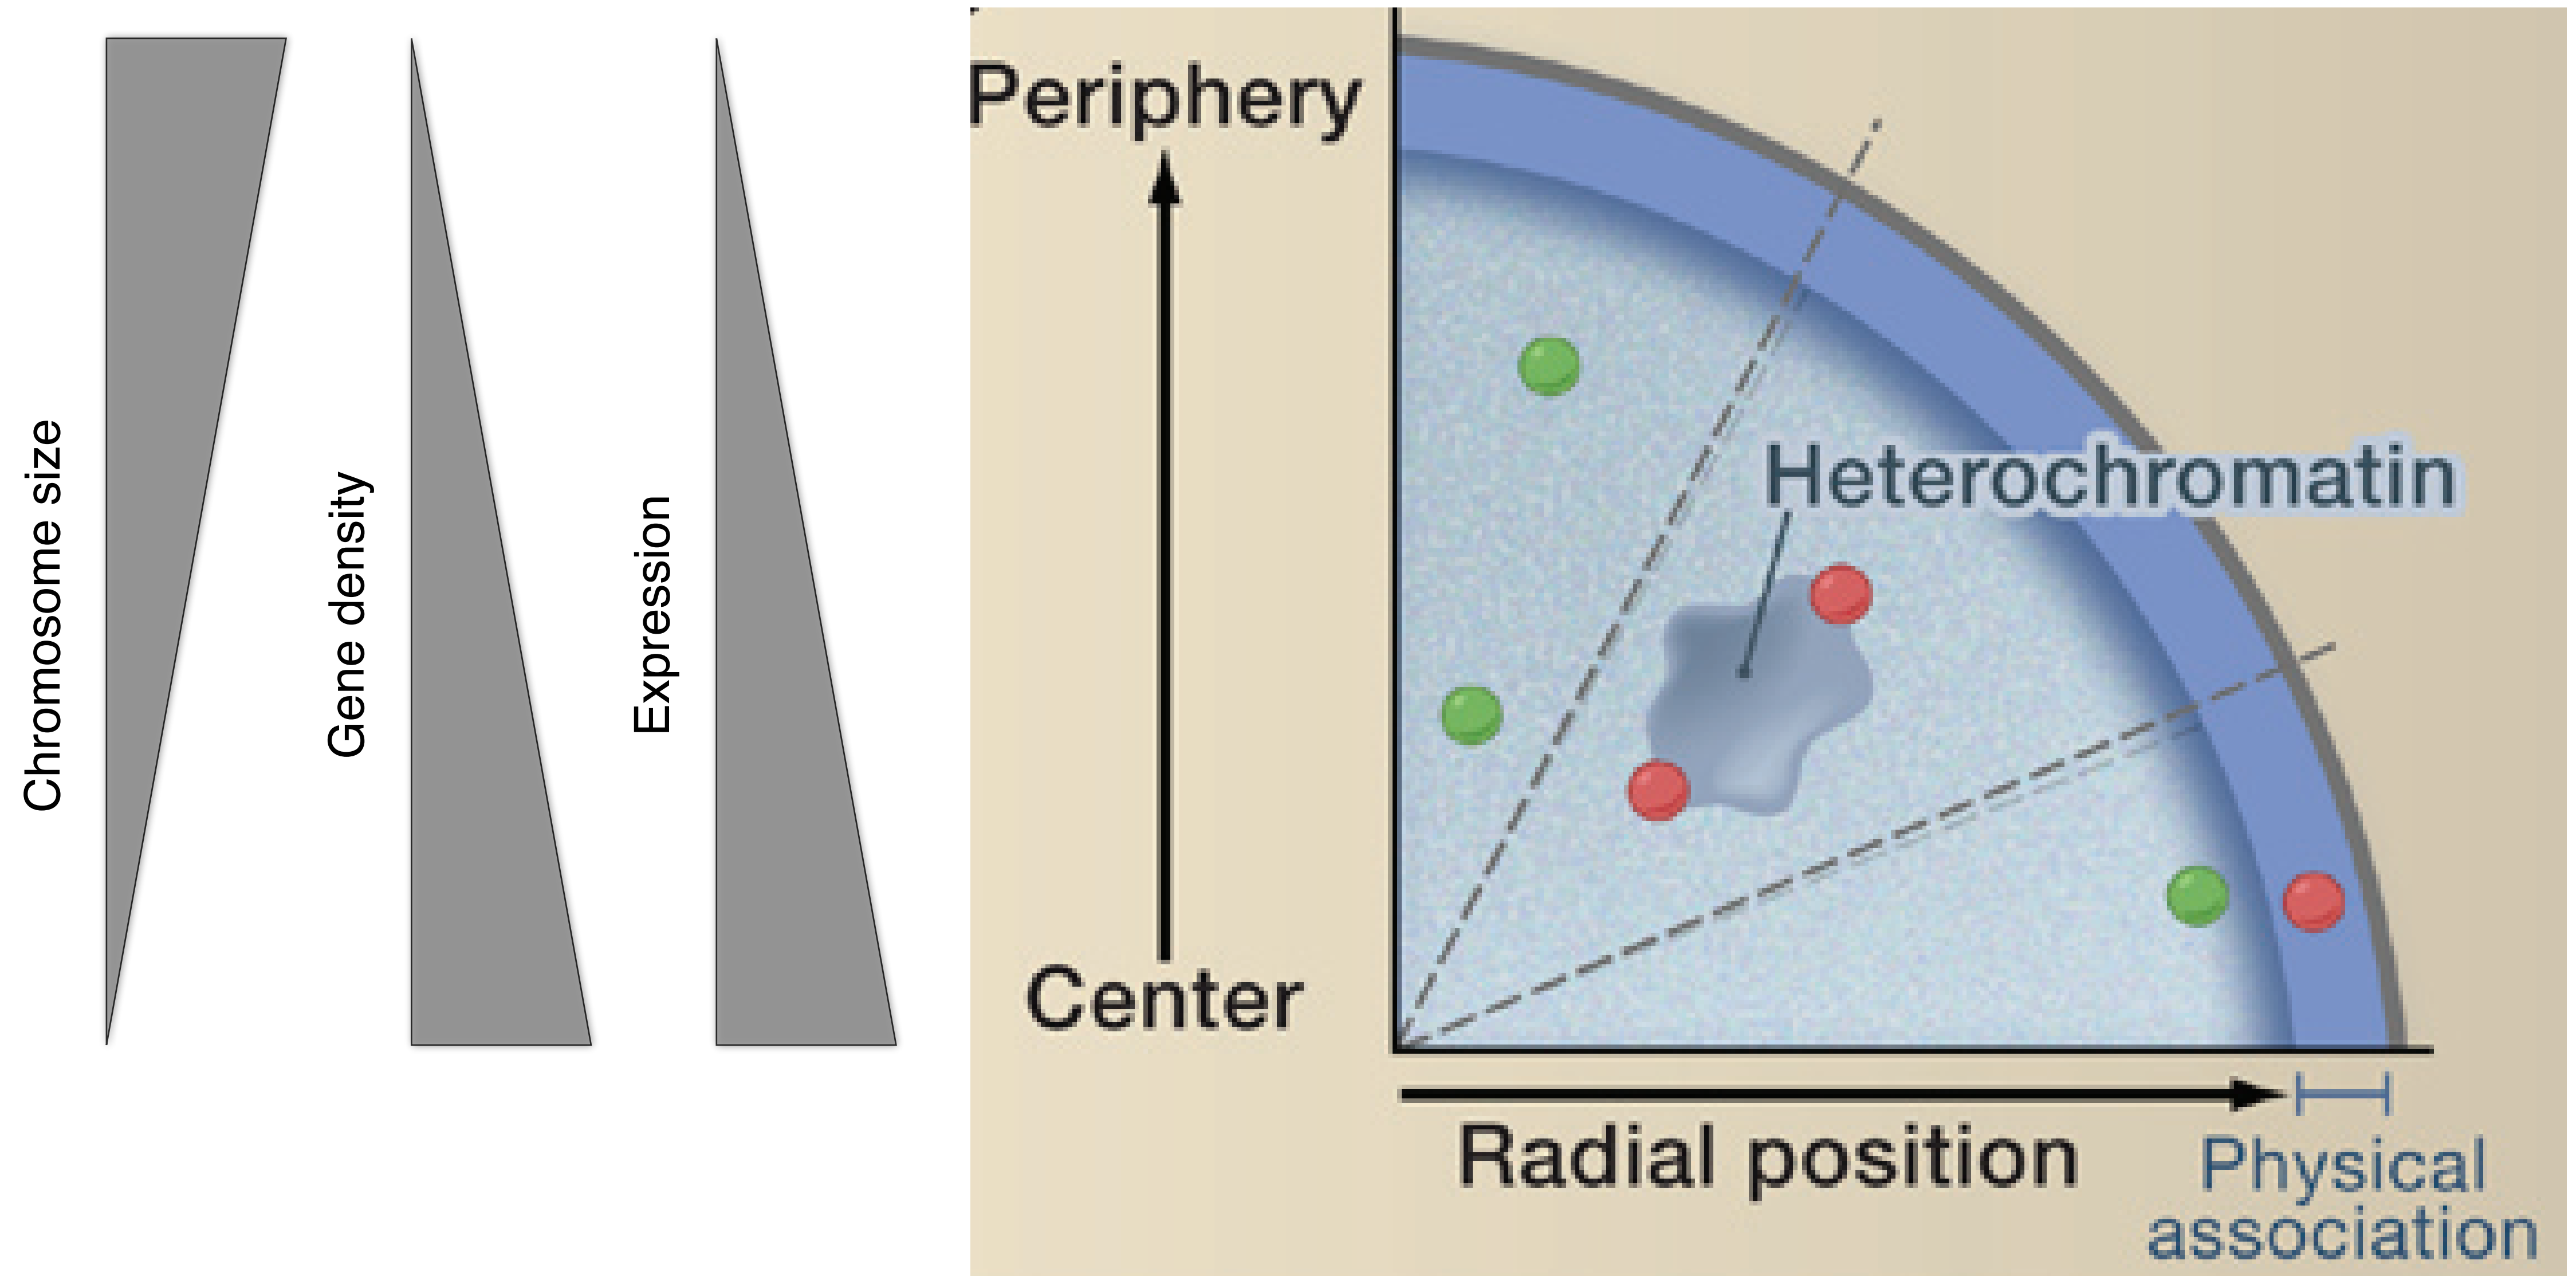 Chromosome size
Gene density
Expression
Periphery
Center
Heterochromatin
Radial position
Physical
association